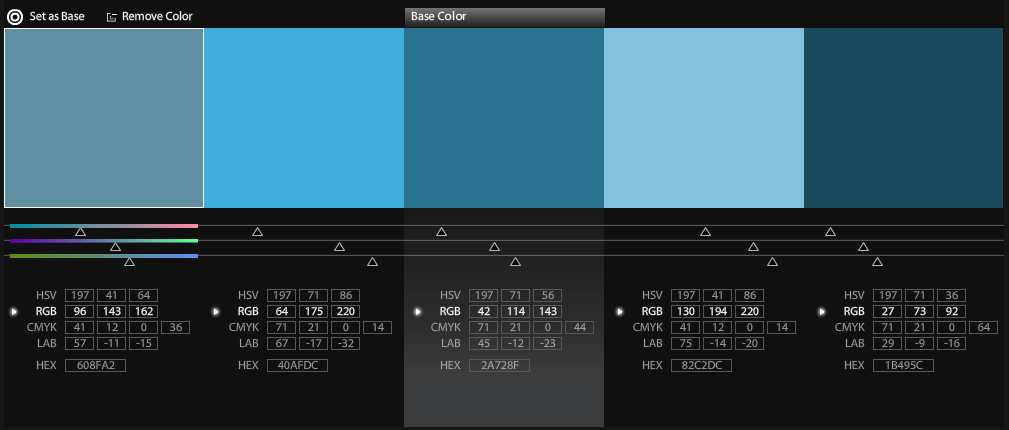 Set as Base Remove Color Base Color
HSV 197 41 64 HSV 197 71 86 HSV 197 71 56 HSV 197 41 86 HSV 197 71 36
RGB 96 143 162 RGB 64 175 220 RGB 42 114 143 RGB 130 194 220 RGB 27 73 92
CMYK 41 12 0 36 CMYK 71 21 0 14 CMYK 71 21 0 44 CMYK 41 12 0 14 CMYK 71 21 0 64
LAB 57 -11 -15 LAB 67 -17 -32 LAB 45 -12 -23 LAB 75 -14 -20 LAB 29 -9 -16
HEX 608FA2 HEX 40AFDC HEX 2A728F HEX 82C2DC HEX 1B495C